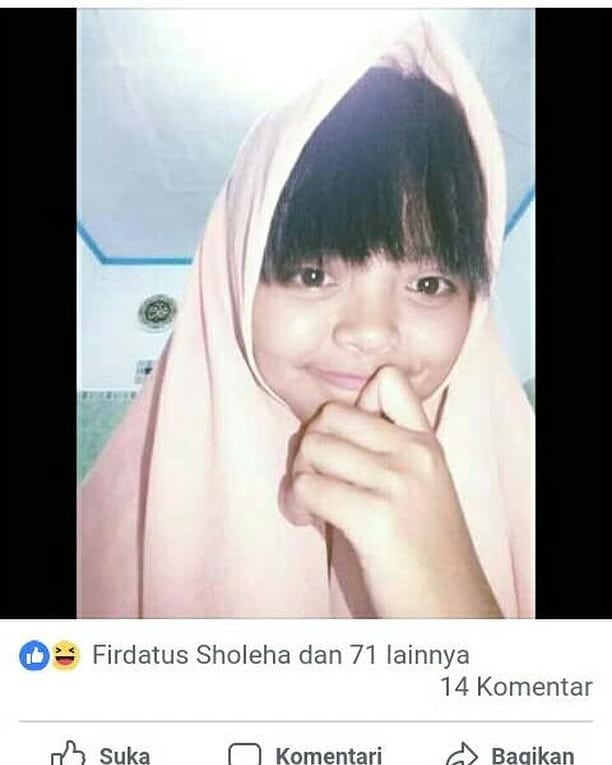 Firdatus Sholeha dan 71 lainnya
14 Komentar
Suka
Komentari
Bagikan